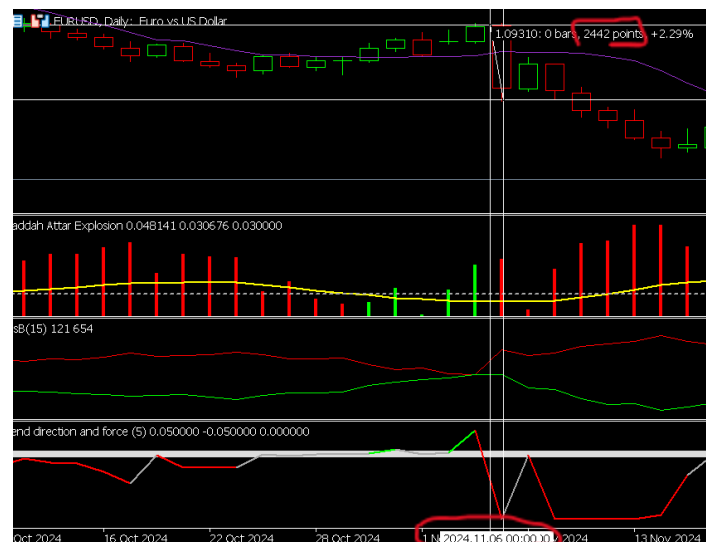 EURUSD, Daily: Euro vs US Dollar
1.09310: 0 bars, 2442 points, +2.29%
addah Attar Explosion 0.048141 0.030676 0.030000
sB(15) 121 654
end direction and force (5) 0.050000 -0.050000 0.000000
Oct 2024 16 Oct 2024 22 Oct 2024 28 Oct 2024 1 N 2024.11.06 00:00 2024 13 Nov 2024